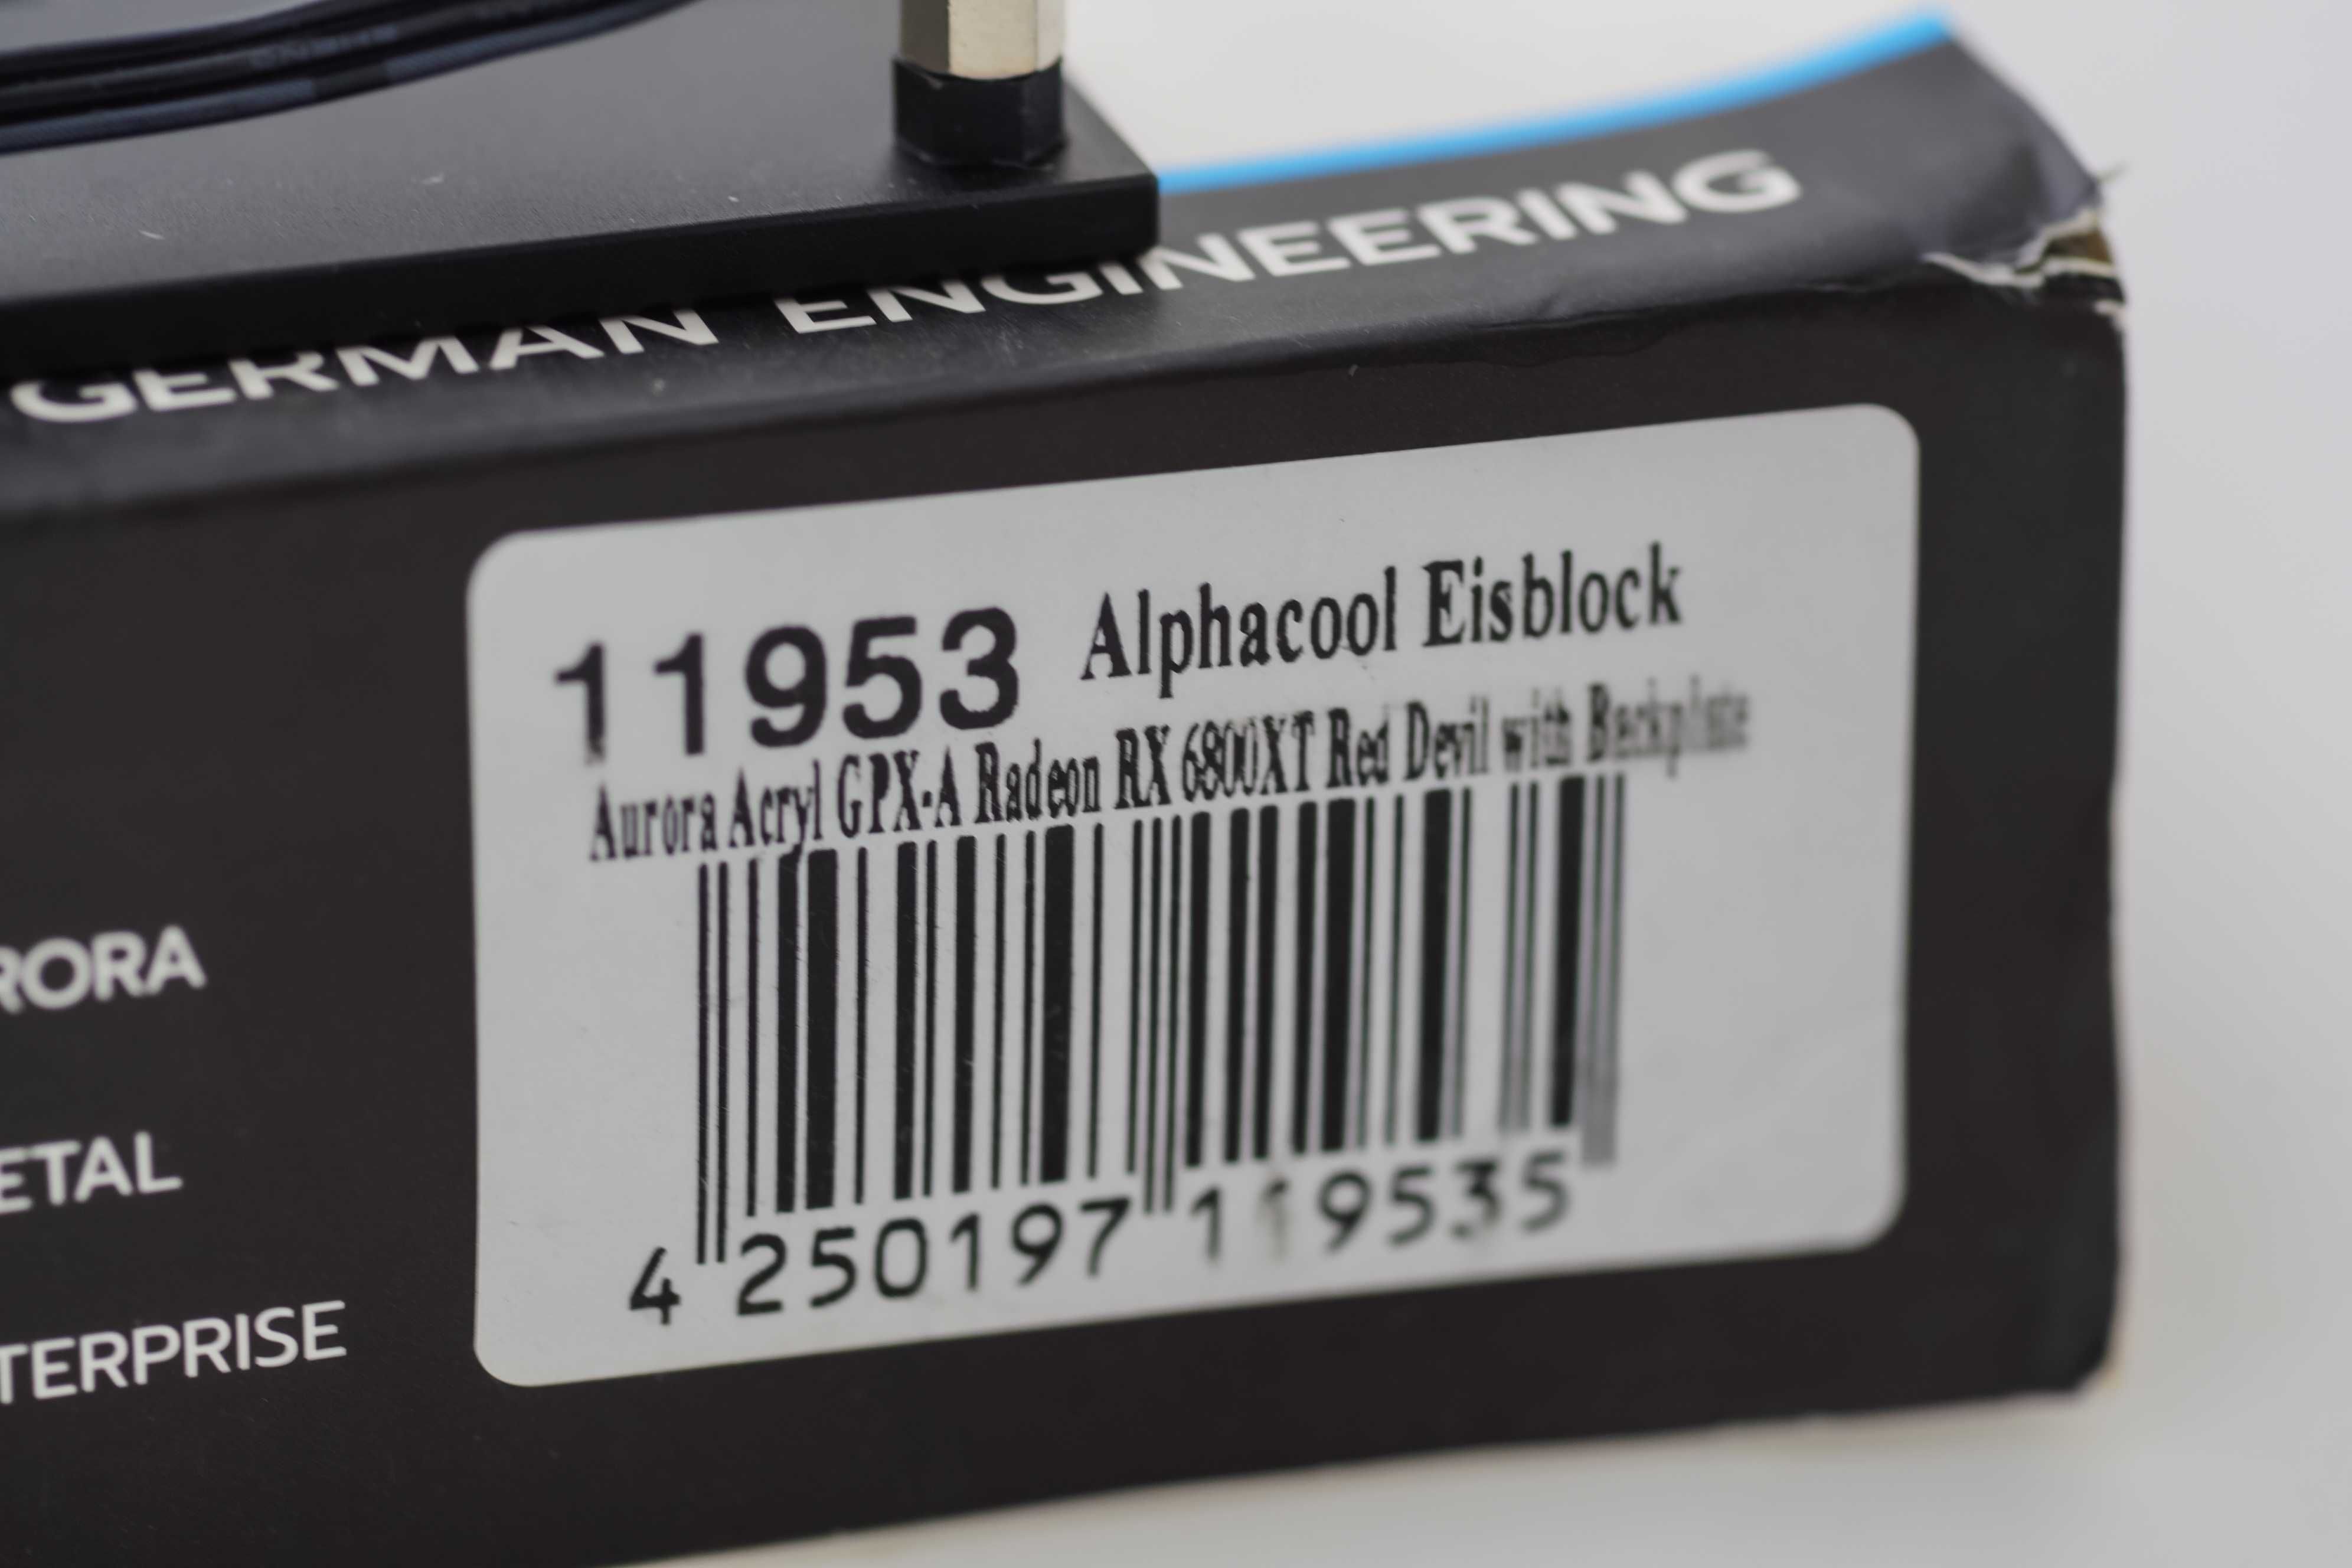 GERMAN ENGINEERING
11953 Alphacool Eisblock
Aurora Acryl GPX-A Radeon RX 6800XT Red Devil with Backplate
4 250197 119535
RORA
ETAL
TERPRISE